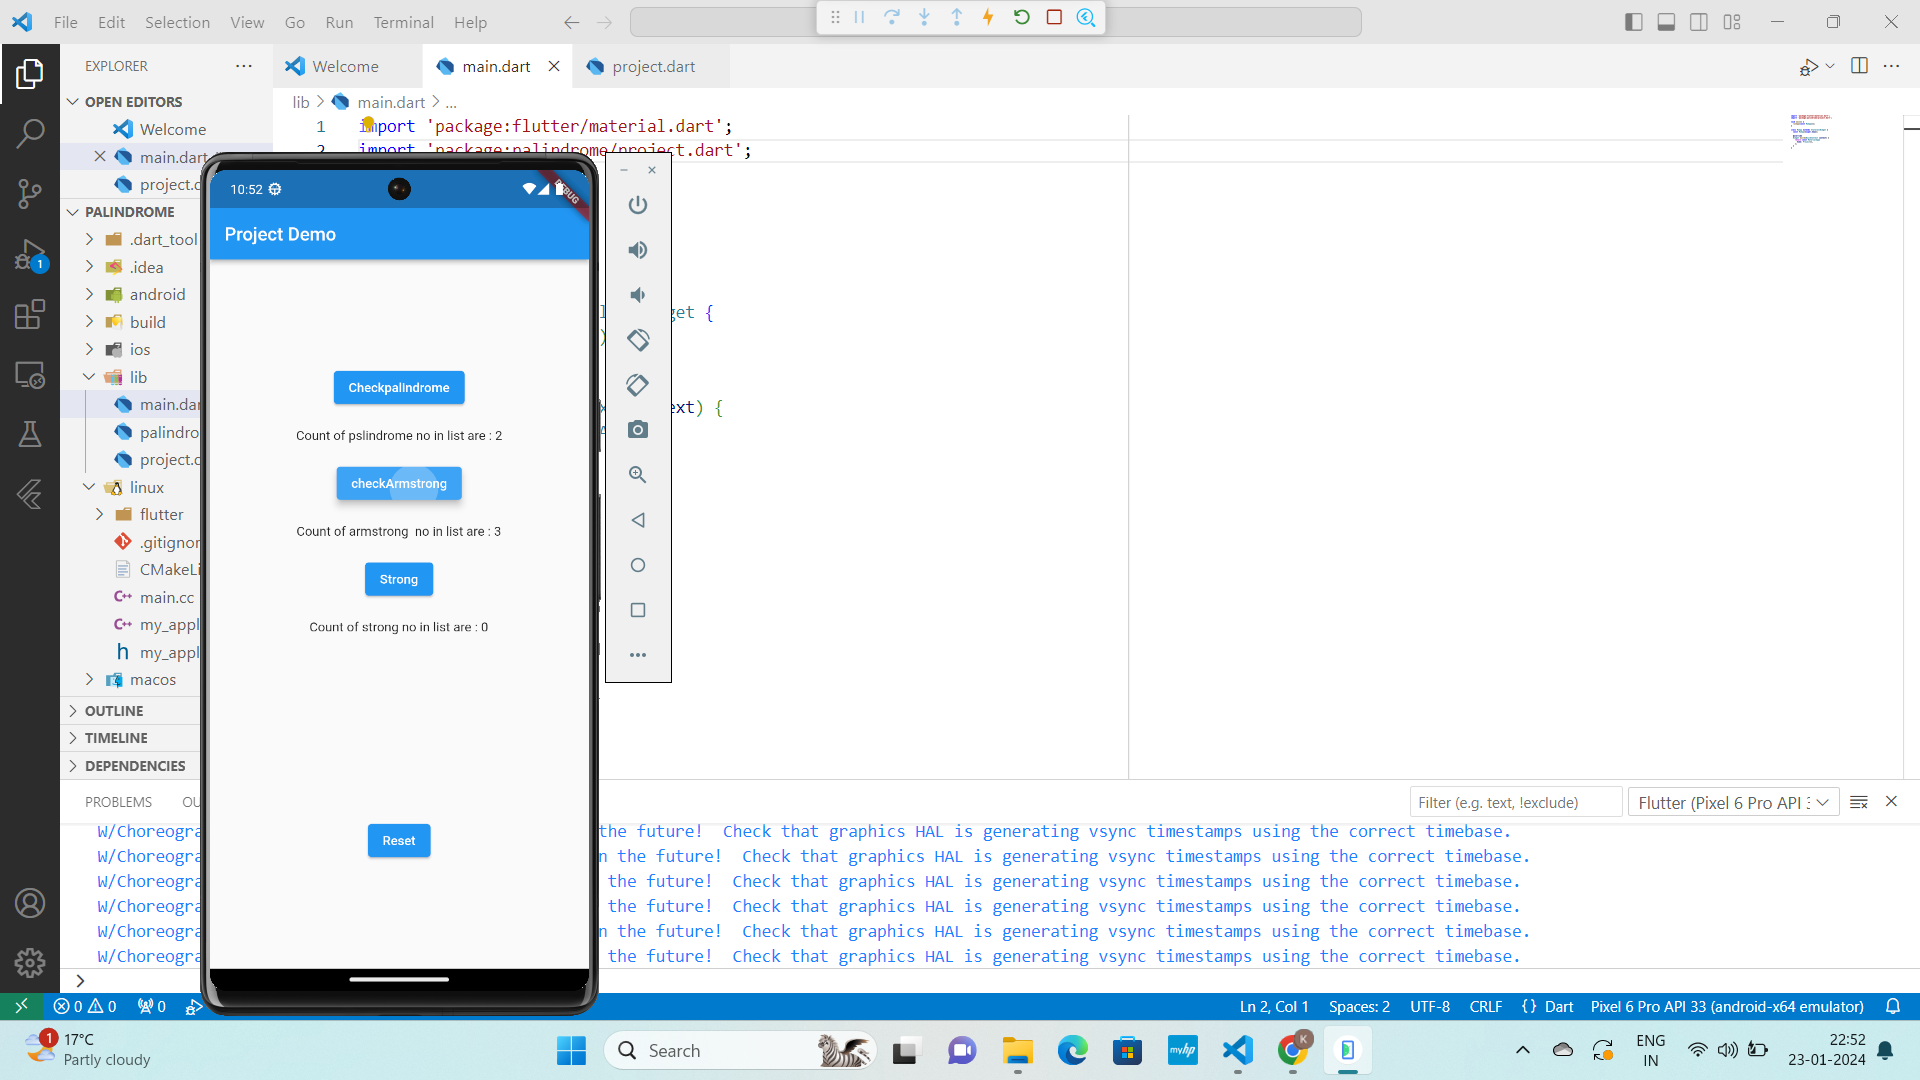 File Edit Selection View Go Run Terminal Help
EXPLORER
Welcome
main.dart
project.dart
OPEN EDITORS
Welcome
main.dart
project.d
lib > main.dart > ...
1 import 'package:flutter/material.dart';
2 import 'package:palindrome/project.dart';
get {
)
ext) {
PALINDROME
.dart_tool
.idea
android
build
ios
lib
main.dar
palindro
project.d
linux
flutter
.gitignor
CMakeLi
main.cc
my_appl
my_appl
macos
OUTLINE
TIMELINE
DEPENDENCIES
10:52
DEBUG
Project Demo
Checkpalindrome
Count of pslindrome no in list are : 2
checkArmstrong
Count of armstrong  no in list are : 3
Strong
Count of strong no in list are : 0
Reset
PROBLEMS OU
Filter (e.g. text, !exclude)
Flutter (Pixel 6 Pro API 3
W/Choreogra the future!  Check that graphics HAL is generating vsync timestamps using the correct timebase.
W/Choreogra n the future!  Check that graphics HAL is generating vsync timestamps using the correct timebase.
W/Choreogra the future!  Check that graphics HAL is generating vsync timestamps using the correct timebase.
W/Choreogra the future!  Check that graphics HAL is generating vsync timestamps using the correct timebase.
W/Choreogra n the future!  Check that graphics HAL is generating vsync timestamps using the correct timebase.
W/Choreogra the future!  Check that graphics HAL is generating vsync timestamps using the correct timebase.
0 0 0
Ln 2, Col 1 Spaces: 2 UTF-8 CRLF {} Dart Pixel 6 Pro API 33 (android-x64 emulator)
1
17°C
Partly cloudy
Search
myhp
K
ENG
IN
22:52
23-01-2024